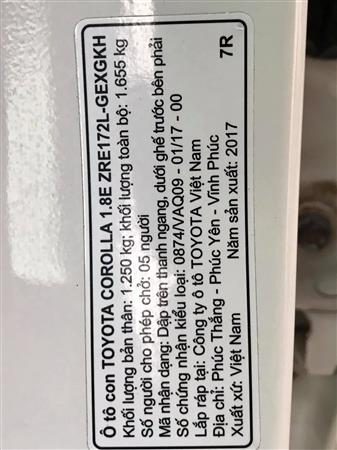 Ô tô con TOYOTA COROLLA 1.8E ZRE172L-GEXGKH
Khối lượng bản thân: 1.250 kg; khối lượng toàn bộ: 1.655 kg
Số người cho phép chở: 05 người
Mã nhận dạng: Dập trên thanh ngang, dưới ghế trước bên phải
Số chứng nhận kiểu loại: 0874/VAQ09 - 01/17 - 00
Lắp ráp tại: Công ty ô tô TOYOTA Việt Nam
Địa chỉ: Phúc Thắng - Phúc Yên - Vĩnh Phúc
Xuất xứ: Việt Nam Năm sản xuất: 2017
7R